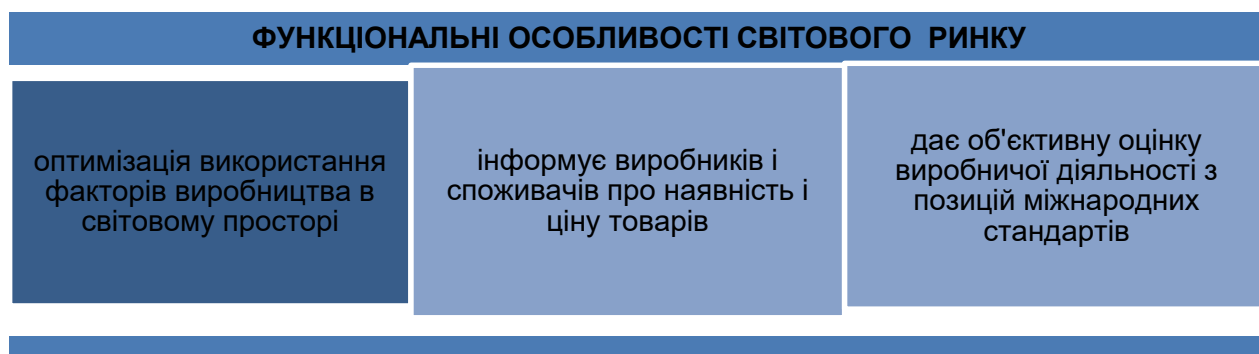 ФУНКЦІОНАЛЬНІ ОСОБЛИВОСТІ СВІТОВОГО РИНКУ
оптимізація використання
факторів виробництва в
світовому просторі
інформує виробників і
споживачів про наявність і
ціну товарів
дає об'єктивну оцінку
виробничої діяльності з
позицій міжнародних
стандартів